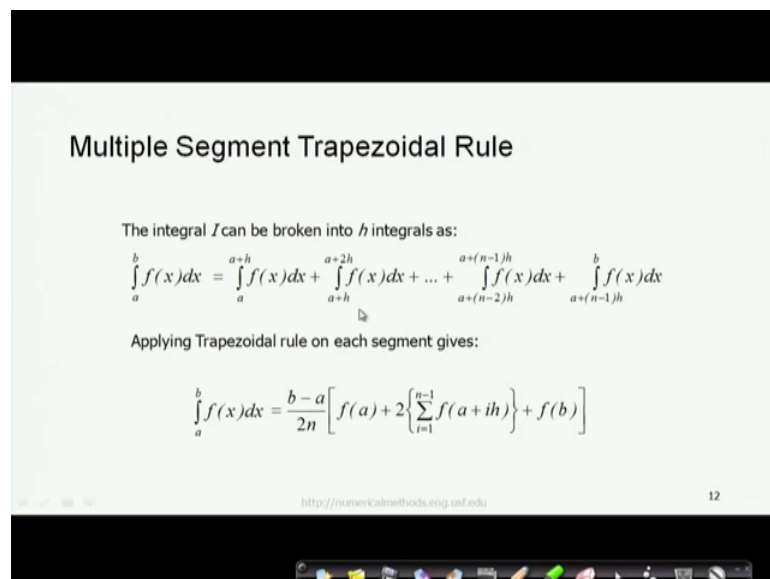 Multiple Segment Trapezoidal Rule
The integral I can be broken into h integrals as:
∫_a^b f(x)dx = ∫_a^{a+h} f(x)dx + ∫_{a+h}^{a+2h} f(x)dx + ... + ∫_{a+(n-2)h}^{a+(n-1)h} f(x)dx + ∫_{a+(n-1)h}^b f(x)dx
Applying Trapezoidal rule on each segment gives:
∫_a^b f(x)dx = \frac{b-a}{2n} [ f(a) + 2{ ∑_{i=1}^{n-1} f(a+ih) } + f(b) ]
http://numericalmethods.eng.usf.edu
12